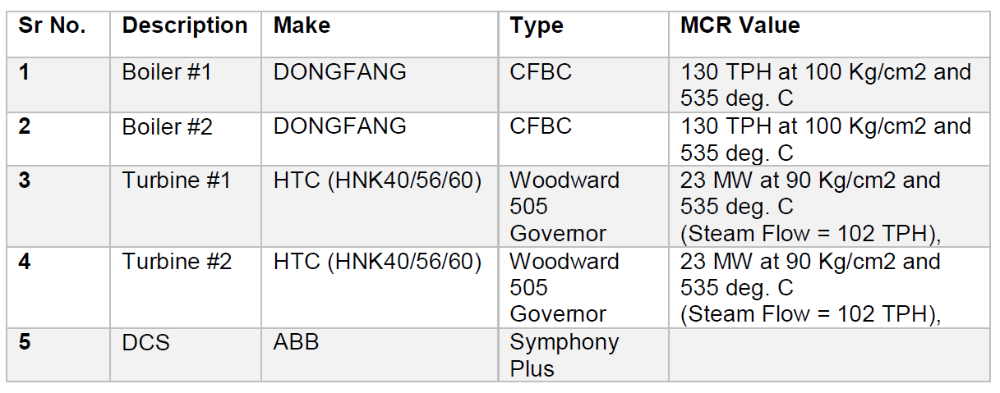 Sr No. Description Make Type MCR Value
1 Boiler #1 DONGFANG CFBC 130 TPH at 100 Kg/cm2 and
535 deg. C
2 Boiler #2 DONGFANG CFBC 130 TPH at 100 Kg/cm2 and
535 deg. C
3 Turbine #1 HTC (HNK40/56/60) Woodward 23 MW at 90 Kg/cm2 and
505 535 deg. C
Governor (Steam Flow = 102 TPH),
4 Turbine #2 HTC (HNK40/56/60) Woodward 23 MW at 90 Kg/cm2 and
505 535 deg. C
Governor (Steam Flow = 102 TPH),
5 DCS ABB Symphony
Plus